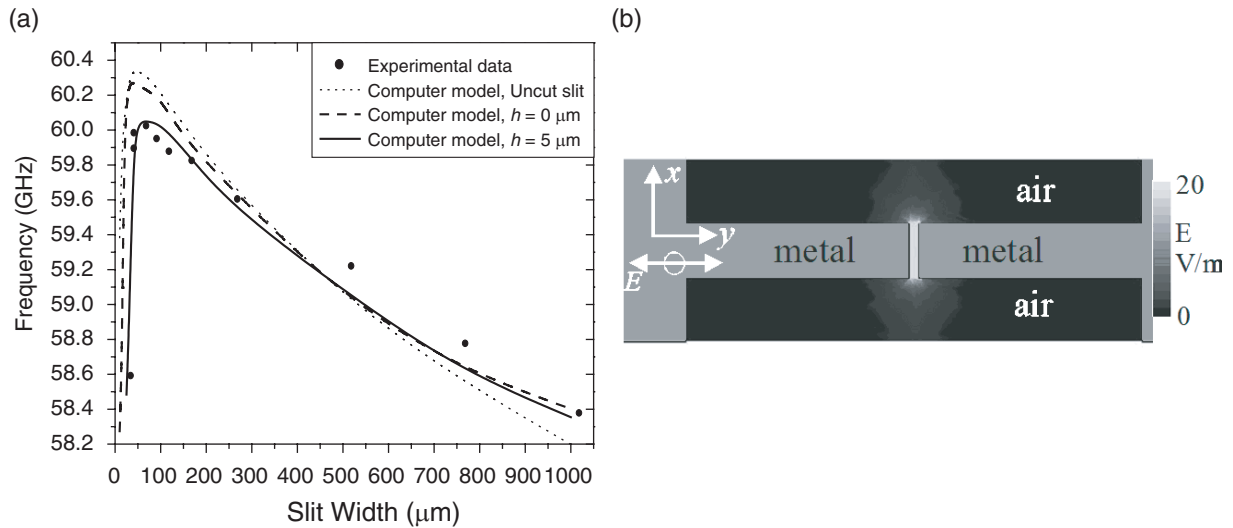 (a)
60.4
60.2
60.0
59.8
59.6
59.4
59.2
59.0
58.8
58.6
58.4
58.2
Frequency (GHz)
Experimental data
Computer model, Uncut slit
Computer model, h = 0 μm
Computer model, h = 5 μm
0 100 200 300 400 500 600 700 800 900 1000
Slit Width (μm)
(b)
x
y
E
air
metal
metal
air
20
E
V/m
0